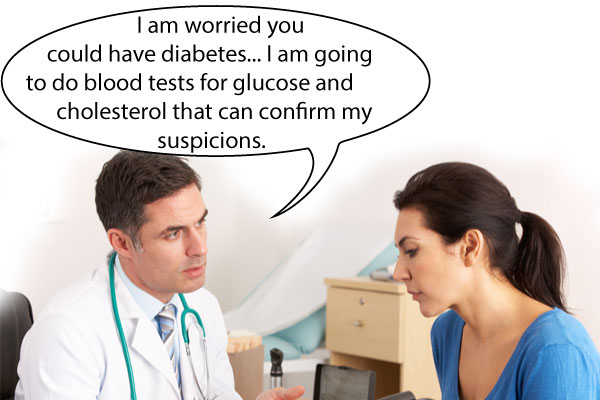 I am worried you
could have diabetes... I am going
to do blood tests for glucose and
cholesterol that can confirm my
suspicions.